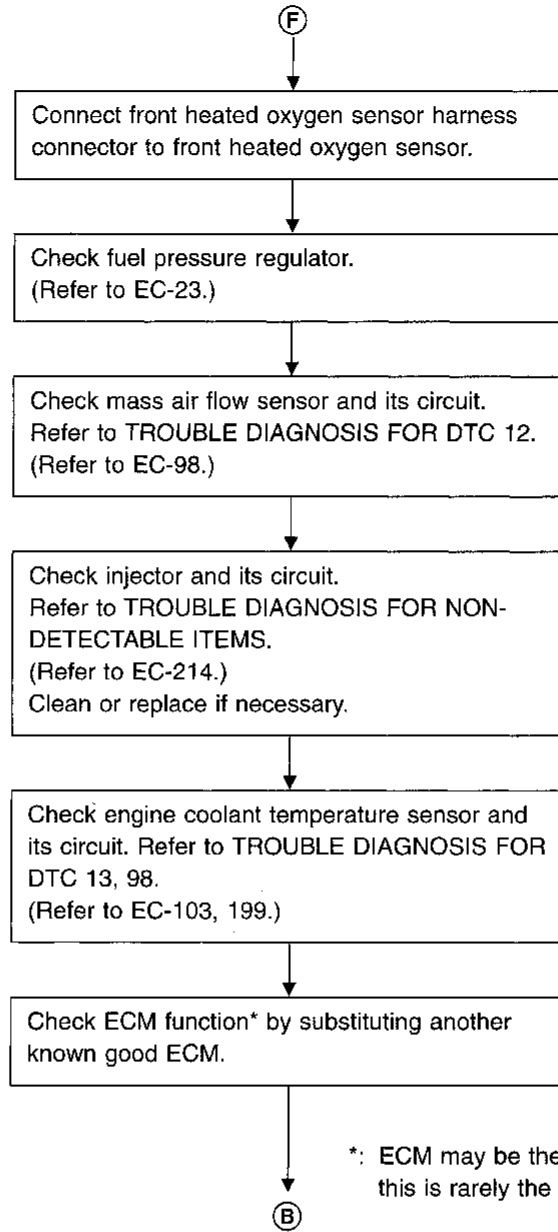 F
Connect front heated oxygen sensor harness
connector to front heated oxygen sensor.
Check fuel pressure regulator.
(Refer to EC-23.)
Check mass air flow sensor and its circuit.
Refer to TROUBLE DIAGNOSIS FOR DTC 12.
(Refer to EC-98.)
Check injector and its circuit.
Refer to TROUBLE DIAGNOSIS FOR NON-
DETECTABLE ITEMS.
(Refer to EC-214.)
Clean or replace if necessary.
Check engine coolant temperature sensor and
its circuit. Refer to TROUBLE DIAGNOSIS FOR
DTC 13, 98.
(Refer to EC-103, 199.)
Check ECM function* by substituting another
known good ECM.
*: ECM may be the
this is rarely the
B